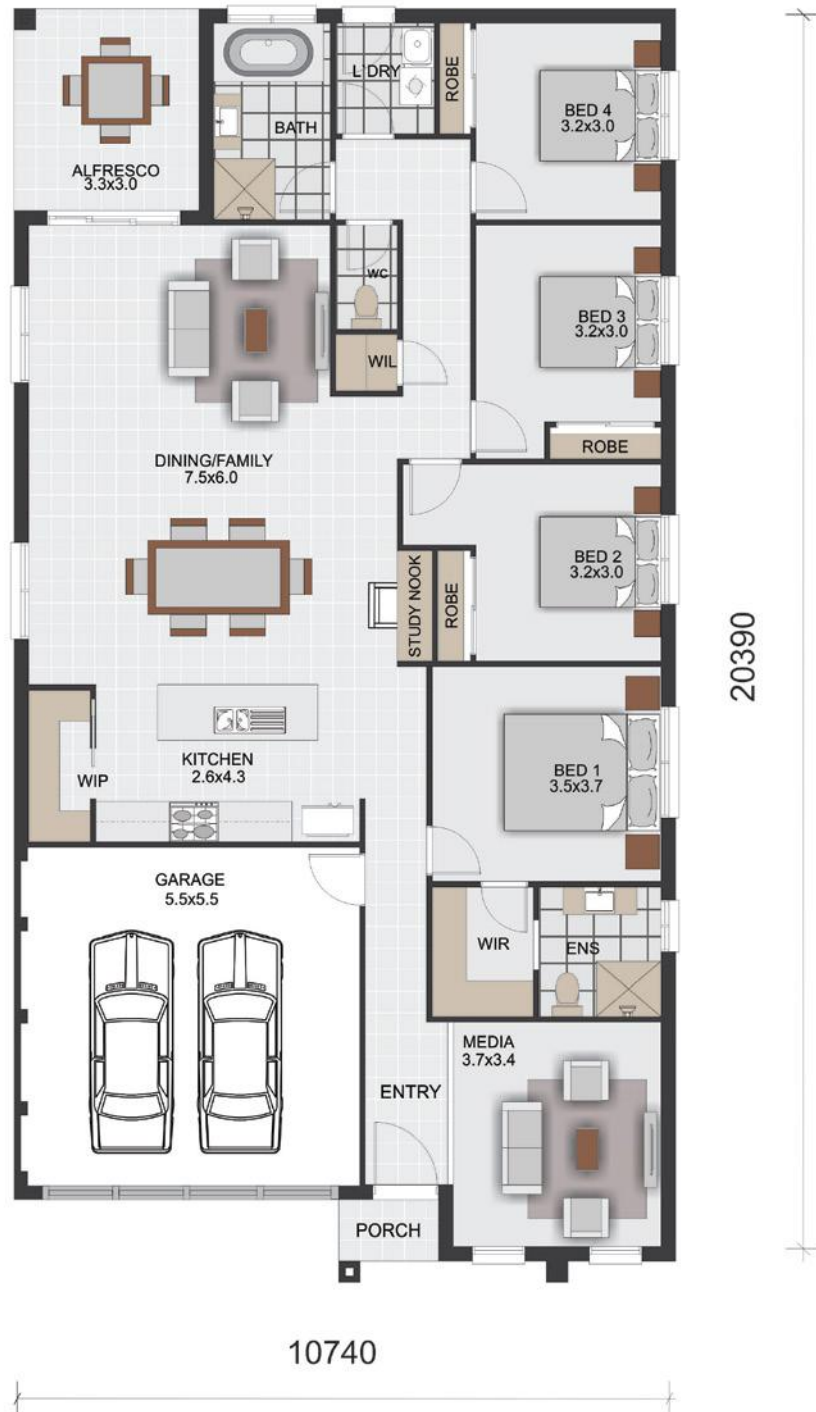 L'DRY
ROBE
BED 4
3.2x3.0
BATH
ALFRESCO
3.3x3.0
WC
BED 3
3.2x3.0
WIL
ROBE
DINING/FAMILY
7.5x6.0
BED 2
3.2x3.0
STUDY NOOK
ROBE
20390
KITCHEN
2.6x4.3
WIP
BED 1
3.5x3.7
GARAGE
5.5x5.5
WIR
ENS
MEDIA
3.7x3.4
ENTRY
PORCH
10740